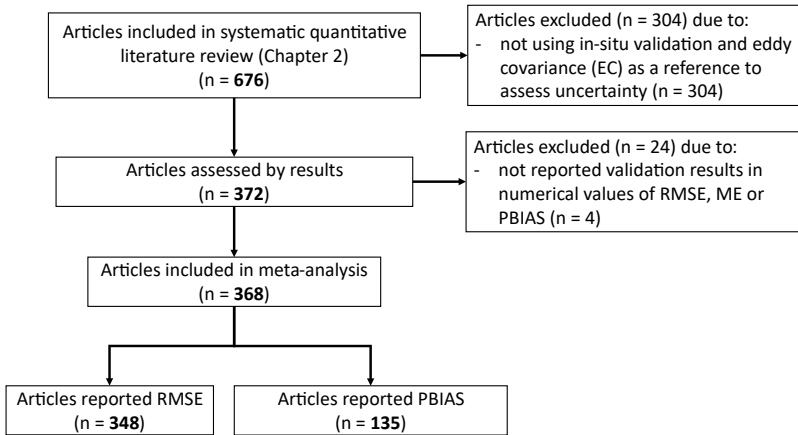 Articles included in systematic quantitative
literature review (Chapter 2)
(n = 676)
Articles excluded (n = 304) due to:
- not using in-situ validation and eddy
covariance (EC) as a reference to
assess uncertainty (n = 304)
Articles assessed by results
(n = 372)
Articles excluded (n = 24) due to:
- not reported validation results in
numerical values of RMSE, ME or
PBIAS (n = 4)
Articles included in meta-analysis
(n = 368)
Articles reported RMSE
(n = 348)
Articles reported PBIAS
(n = 135)